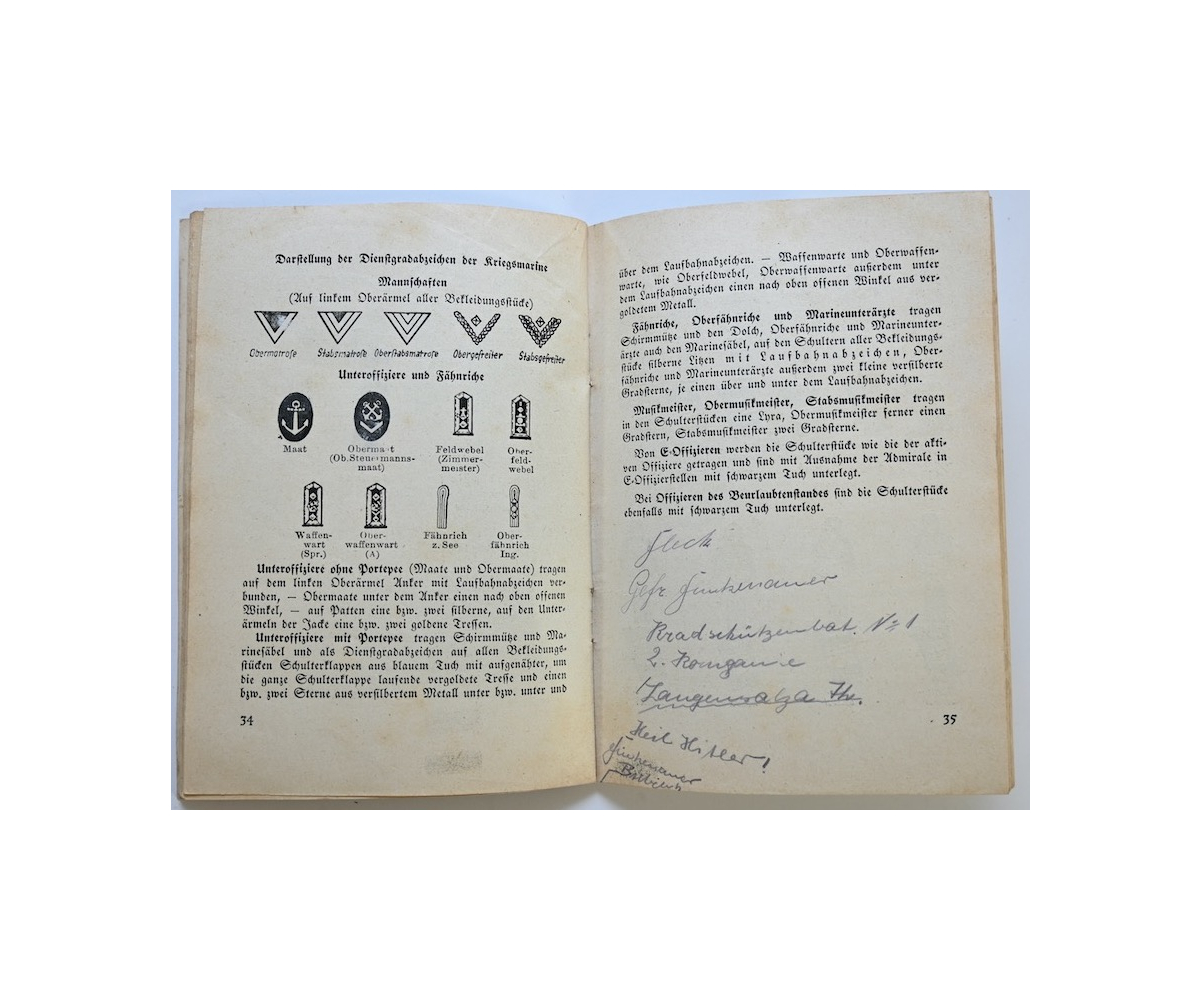 Darstellung der Dienstgradabzeichen der Kriegsmarine
Mannschaften
(Auf linkem Oberärmel aller Bekleidungsstücke)
Obermatrose Stabsmatrose Oberstabsmatrose Obergefreiter Stabsgefreiter
Unteroffiziere und Fähnriche
Maat Obermaat (Ob.Steuermanns-maat) Feldwebel (Zimmer-meister) Ober-feld-webel
Waffen-wart (Spr.) Ober-waffenwart (A) Fähnrich z. See Ober-fähnrich Ing.
Unteroffiziere ohne Portepee (Maate und Obermaate) tragen
auf dem linken Oberärmel Anker mit Laufbahnabzeichen ver-
bunden, — Obermaate unter dem Anker einen nach oben offenen
Winkel, — auf Patten eine bzw. zwei silberne, auf den Unter-
ärmeln der Jacke eine bzw. zwei goldene Tressen.
Unteroffiziere mit Portepee tragen Schirmmütze und Ma-
rinesäbel und als Dienstgradabzeichen auf allen Bekleidungs-
stücken Schulterklappen aus blauem Tuch mit aufgenähter, um
die ganze Schulterklappe laufende vergoldete Tresse und einen
bzw. zwei Sterne aus versilbertem Metall unter bzw. unter und
34
über dem Laufbahnabzeichen. — Waffenwarte und Oberwaffen-
warte, wie Oberfeldwebel, Oberwaffenwarte außerdem unter
dem Laufbahnabzeichen einen nach oben offenen Winkel aus ver-
goldetem Metall.
Fähnriche, Oberfähnriche und Marineunterärzte tragen
Schirmmütze und den Dolch, Oberfähnriche und Marineunter-
ärzte auch den Marinesäbel, auf den Schultern aller Bekleidungs-
stücke silberne Litzen mit Laufbahnabzeichen, Ober-
fähnriche und Marineunterärzte außerdem zwei kleine versilberte
Gradsterne, je einen über und unter dem Laufbahnabzeichen.
Musikmeister, Obermusikmeister, Stabsmusikmeister tragen
in den Schulterstücken eine Lyra, Obermusikmeister ferner einen
Gradstern, Stabsmusikmeister zwei Gradsterne.
Von E-Offizieren werden die Schulterstücke wie die der akti-
ven Offiziere getragen und sind mit Ausnahme der Admirale in
E-Offizierstellen mit schwarzem Tuch unterlegt.
Bei Offizieren des Beurlaubtenstandes sind die Schulterstücke
ebenfalls mit schwarzem Tuch unterlegt.
Gefr
Kradschützenbat. No 1
2. Kompanie
Langensalza Th.
Heil Hitler!
35